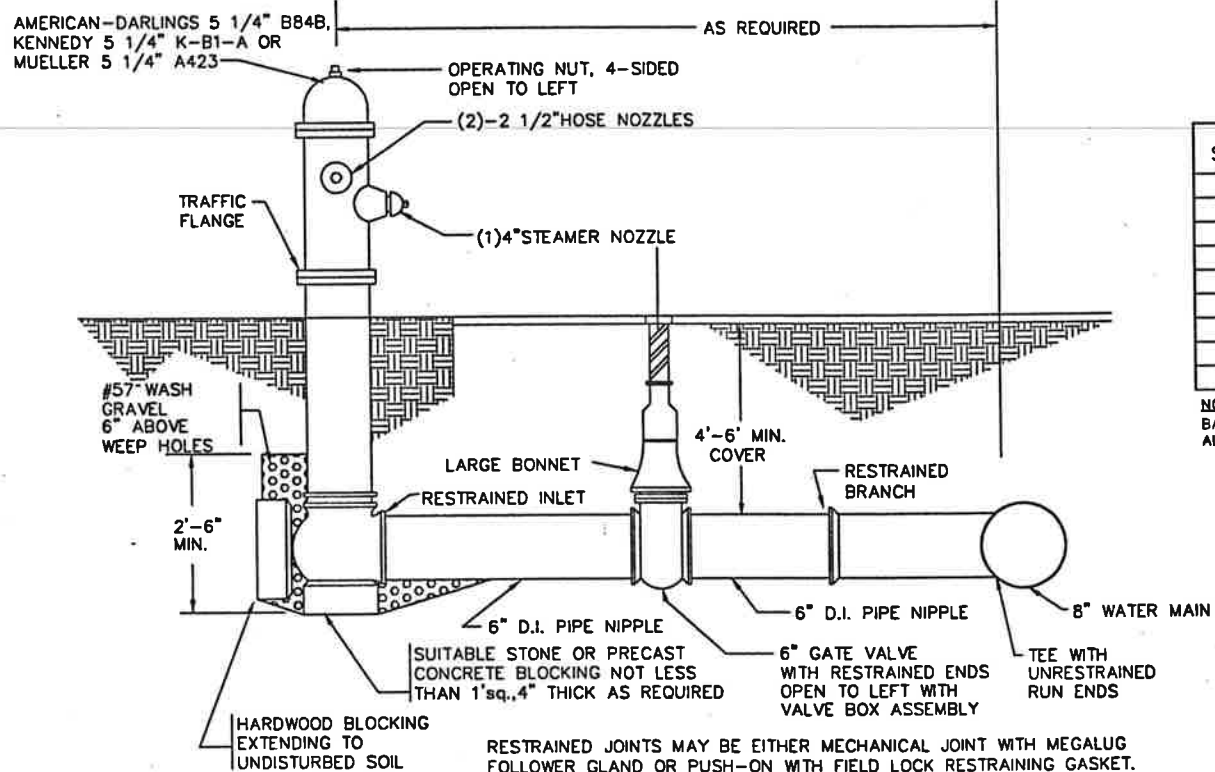 AMERICAN-DARLINGS 5 1/4" B84B,
KENNEDY 5 1/4" K-B1-A OR
MUELLER 5 1/4" A423
AS REQUIRED
OPERATING NUT, 4-SIDED
OPEN TO LEFT
(2)-2 1/2"HOSE NOZZLES
TRAFFIC
FLANGE
(1)4"STEAMER NOZZLE
#57 WASH
GRAVEL
6" ABOVE
WEEP HOLES
4'-6' MIN.
COVER
LARGE BONNET
RESTRAINED
BRANCH
RESTRAINED INLET
2'-6"
MIN.
6" D.I. PIPE NIPPLE
6" D.I. PIPE NIPPLE
8" WATER MAIN
SUITABLE STONE OR PRECAST
CONCRETE BLOCKING NOT LESS
THAN 1'sq.,4" THICK AS REQUIRED
6" GATE VALVE
WITH RESTRAINED ENDS
OPEN TO LEFT WITH
VALVE BOX ASSEMBLY
TEE WITH
UNRESTRAINED
RUN ENDS
HARDWOOD BLOCKING
EXTENDING TO
UNDISTURBED SOIL
RESTRAINED JOINTS MAY BE EITHER MECHANICAL JOINT WITH MEGALUG
FOLLOWER GLAND OR PUSH-ON WITH FIELD LOCK RESTRAINING GASKET.